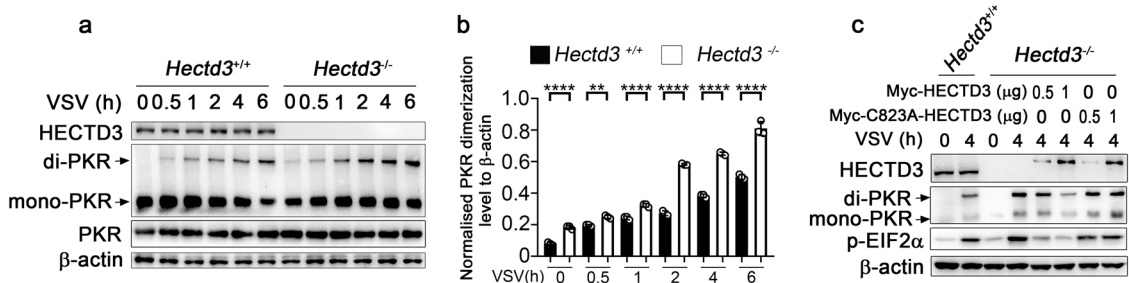 a
Hectd3+/+ Hectd3-/-
VSV (h) 0 0.5 1 2 4 6 0 0.5 1 2 4 6
HECTD3
di-PKR
mono-PKR
PKR
β-actin
b
Hectd3 +/+ Hectd3 -/-
**** ** **** **** **** ****
Normalised PKR dimerization
level to β-actin
1.0
0.8
0.6
0.4
0.2
0
VSV(h) 0 0.5 1 2 4 6
c
Hectd3+/+ Hectd3-/-
Myc-HECTD3 (μg) 0.5 1 0 0
Myc-C823A-HECTD3 (μg) 0 0 0.5 1
VSV (h) 0 4 0 4 4 4 4 4
HECTD3
di-PKR
mono-PKR
p-EIF2α
β-actin